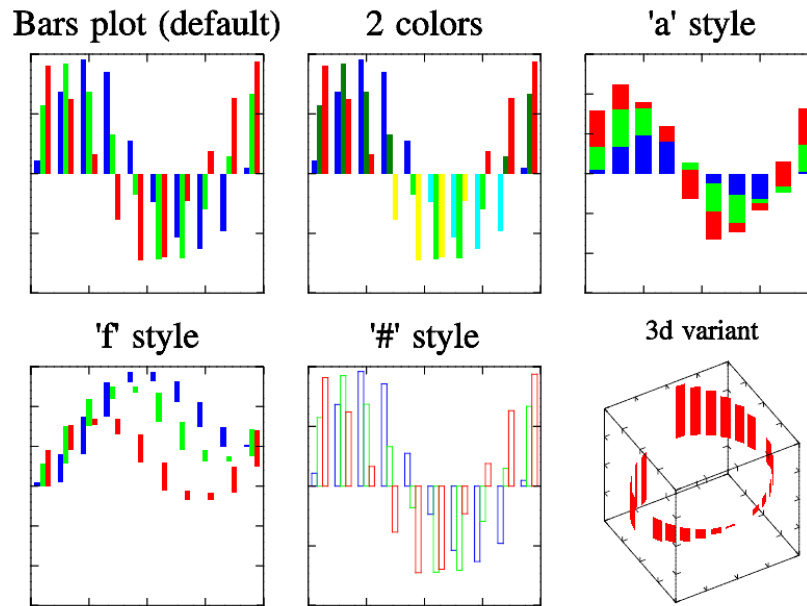 Bars plot (default)
2 colors
'a' style
'f' style
'#' style
3d variant